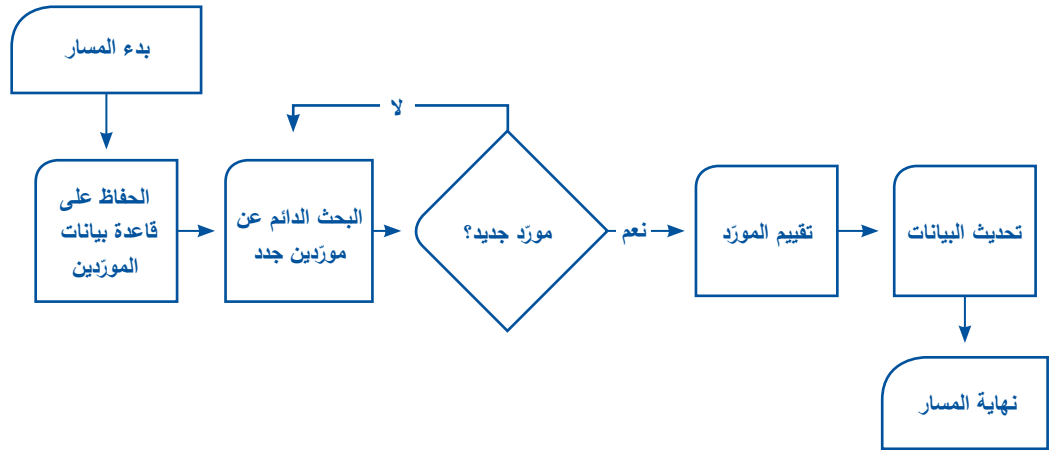 بدء المسار
الحفاظ على
قاعدة بيانات
المورّدين
البحث الدائم عن
مورّدين جدد
لا
مورّد جديد؟
نعم
تقييم المورّد
تحديث البيانات
نهاية المسار